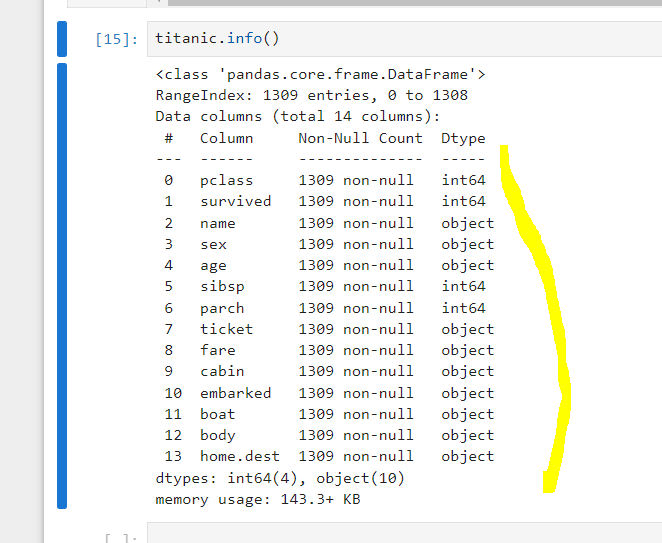 [15]: titanic.info()
<class 'pandas.core.frame.DataFrame'>
RangeIndex: 1309 entries, 0 to 1308
Data columns (total 14 columns):
 #   Column     Non-Null Count  Dtype
---  ------     --------------  -----
 0   pclass     1309 non-null   int64
 1   survived   1309 non-null   int64
 2   name       1309 non-null   object
 3   sex        1309 non-null   object
 4   age        1309 non-null   object
 5   sibsp      1309 non-null   int64
 6   parch      1309 non-null   int64
 7   ticket     1309 non-null   object
 8   fare       1309 non-null   object
 9   cabin      1309 non-null   object
 10  embarked   1309 non-null   object
 11  boat       1309 non-null   object
 12  body       1309 non-null   object
 13  home.dest  1309 non-null   object
dtypes: int64(4), object(10)
memory usage: 143.3+ KB
[ ]: